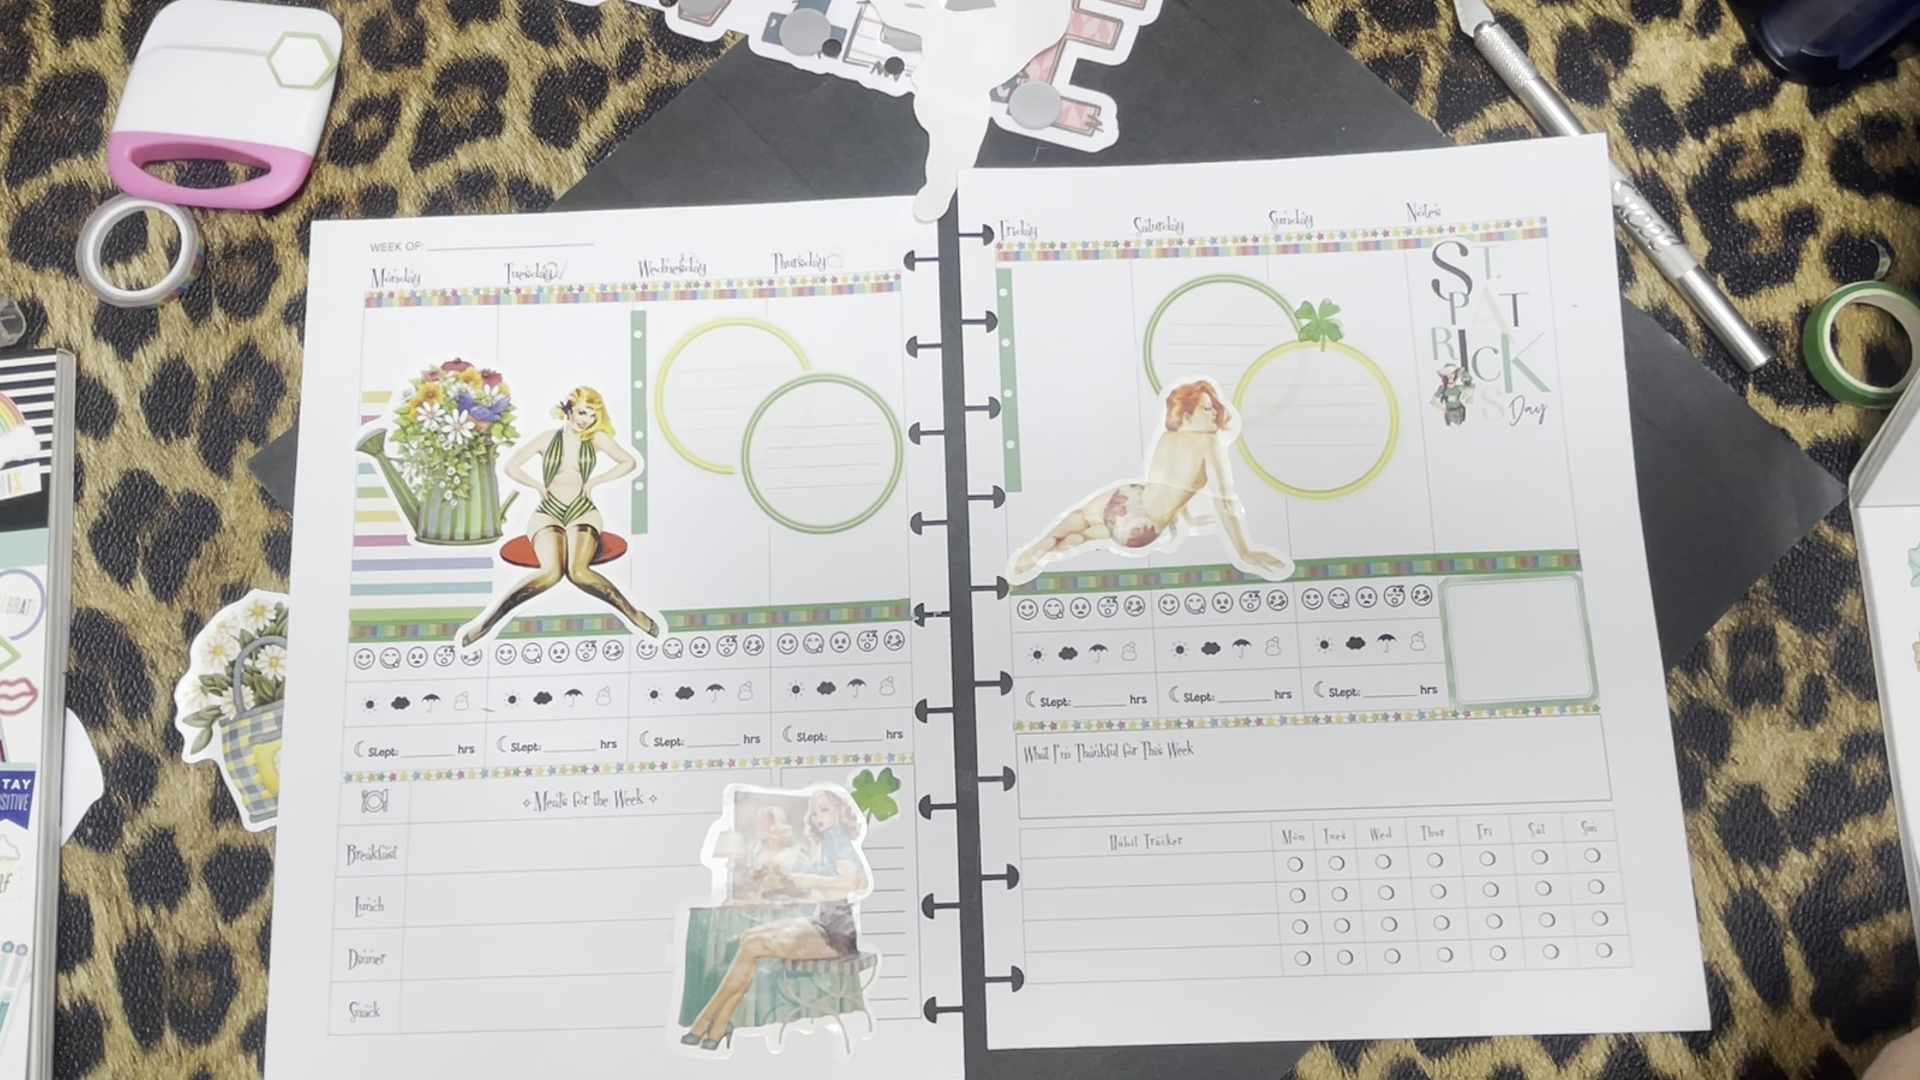 WEEK OF:
Monday
Tuesday
Wednesday
Thursday
Friday
Saturday
Sunday
Notes
ST.
PAT
RICK
S Day
Slept: hrs
Slept: hrs
Slept: hrs
Slept: hrs
Slept: hrs
Slept: hrs
Slept: hrs
Meals for the Week
Breakfast
Lunch
Dinner
Snack
What I'm Thankful for This Week
Habit Tracker
Mon
Tues
Wed
Thur
Fri
Sat
Sun
STAY